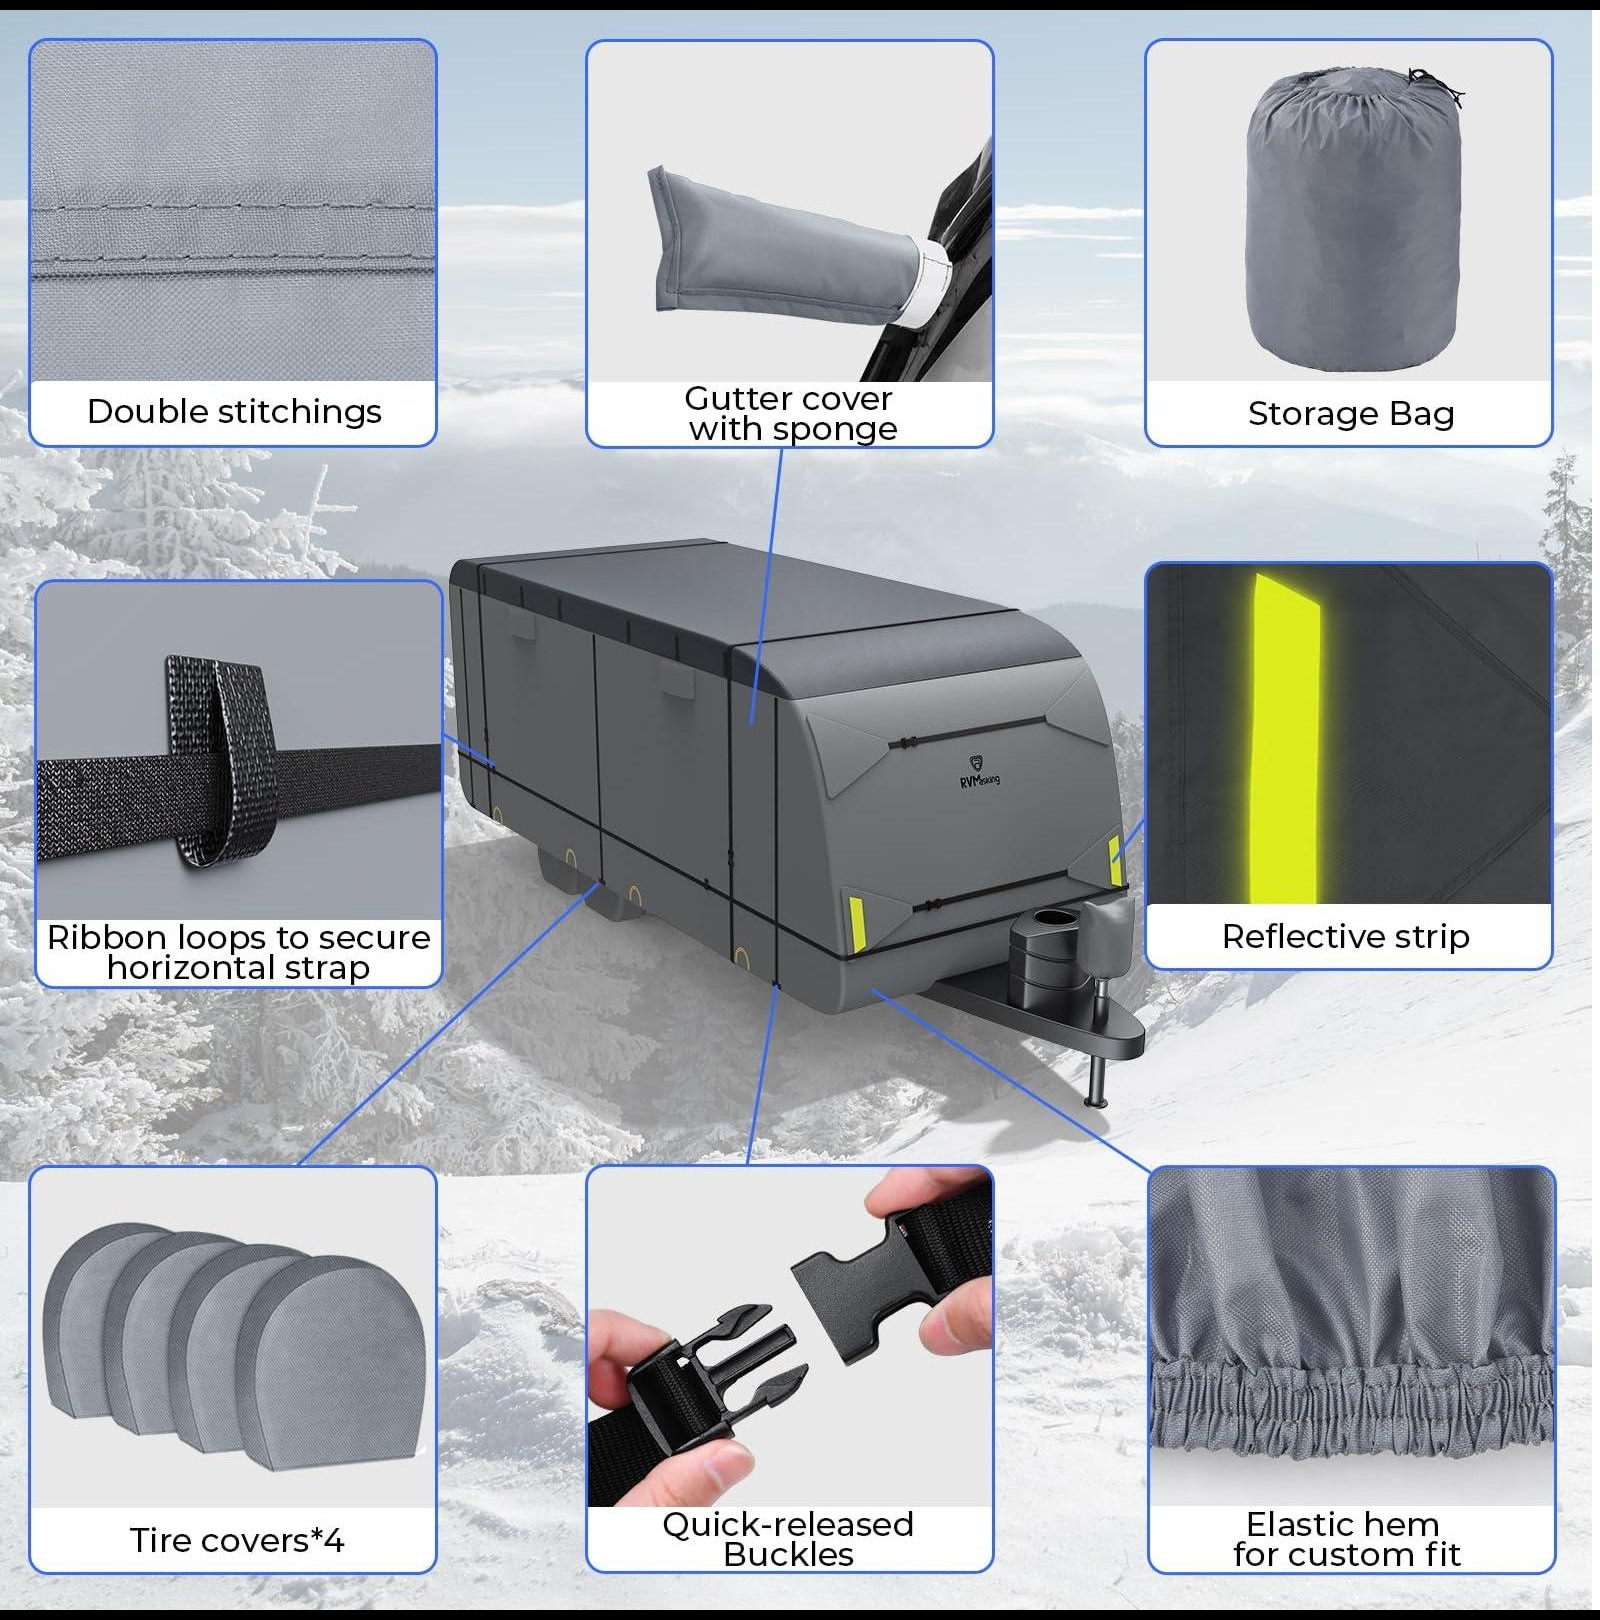 Double stitchings
Gutter cover
with sponge
Storage Bag
Ribbon loops to secure
horizontal strap
RVMasking
Reflective strip
Tire covers*4
Quick-released
Buckles
Elastic hem
for custom fit